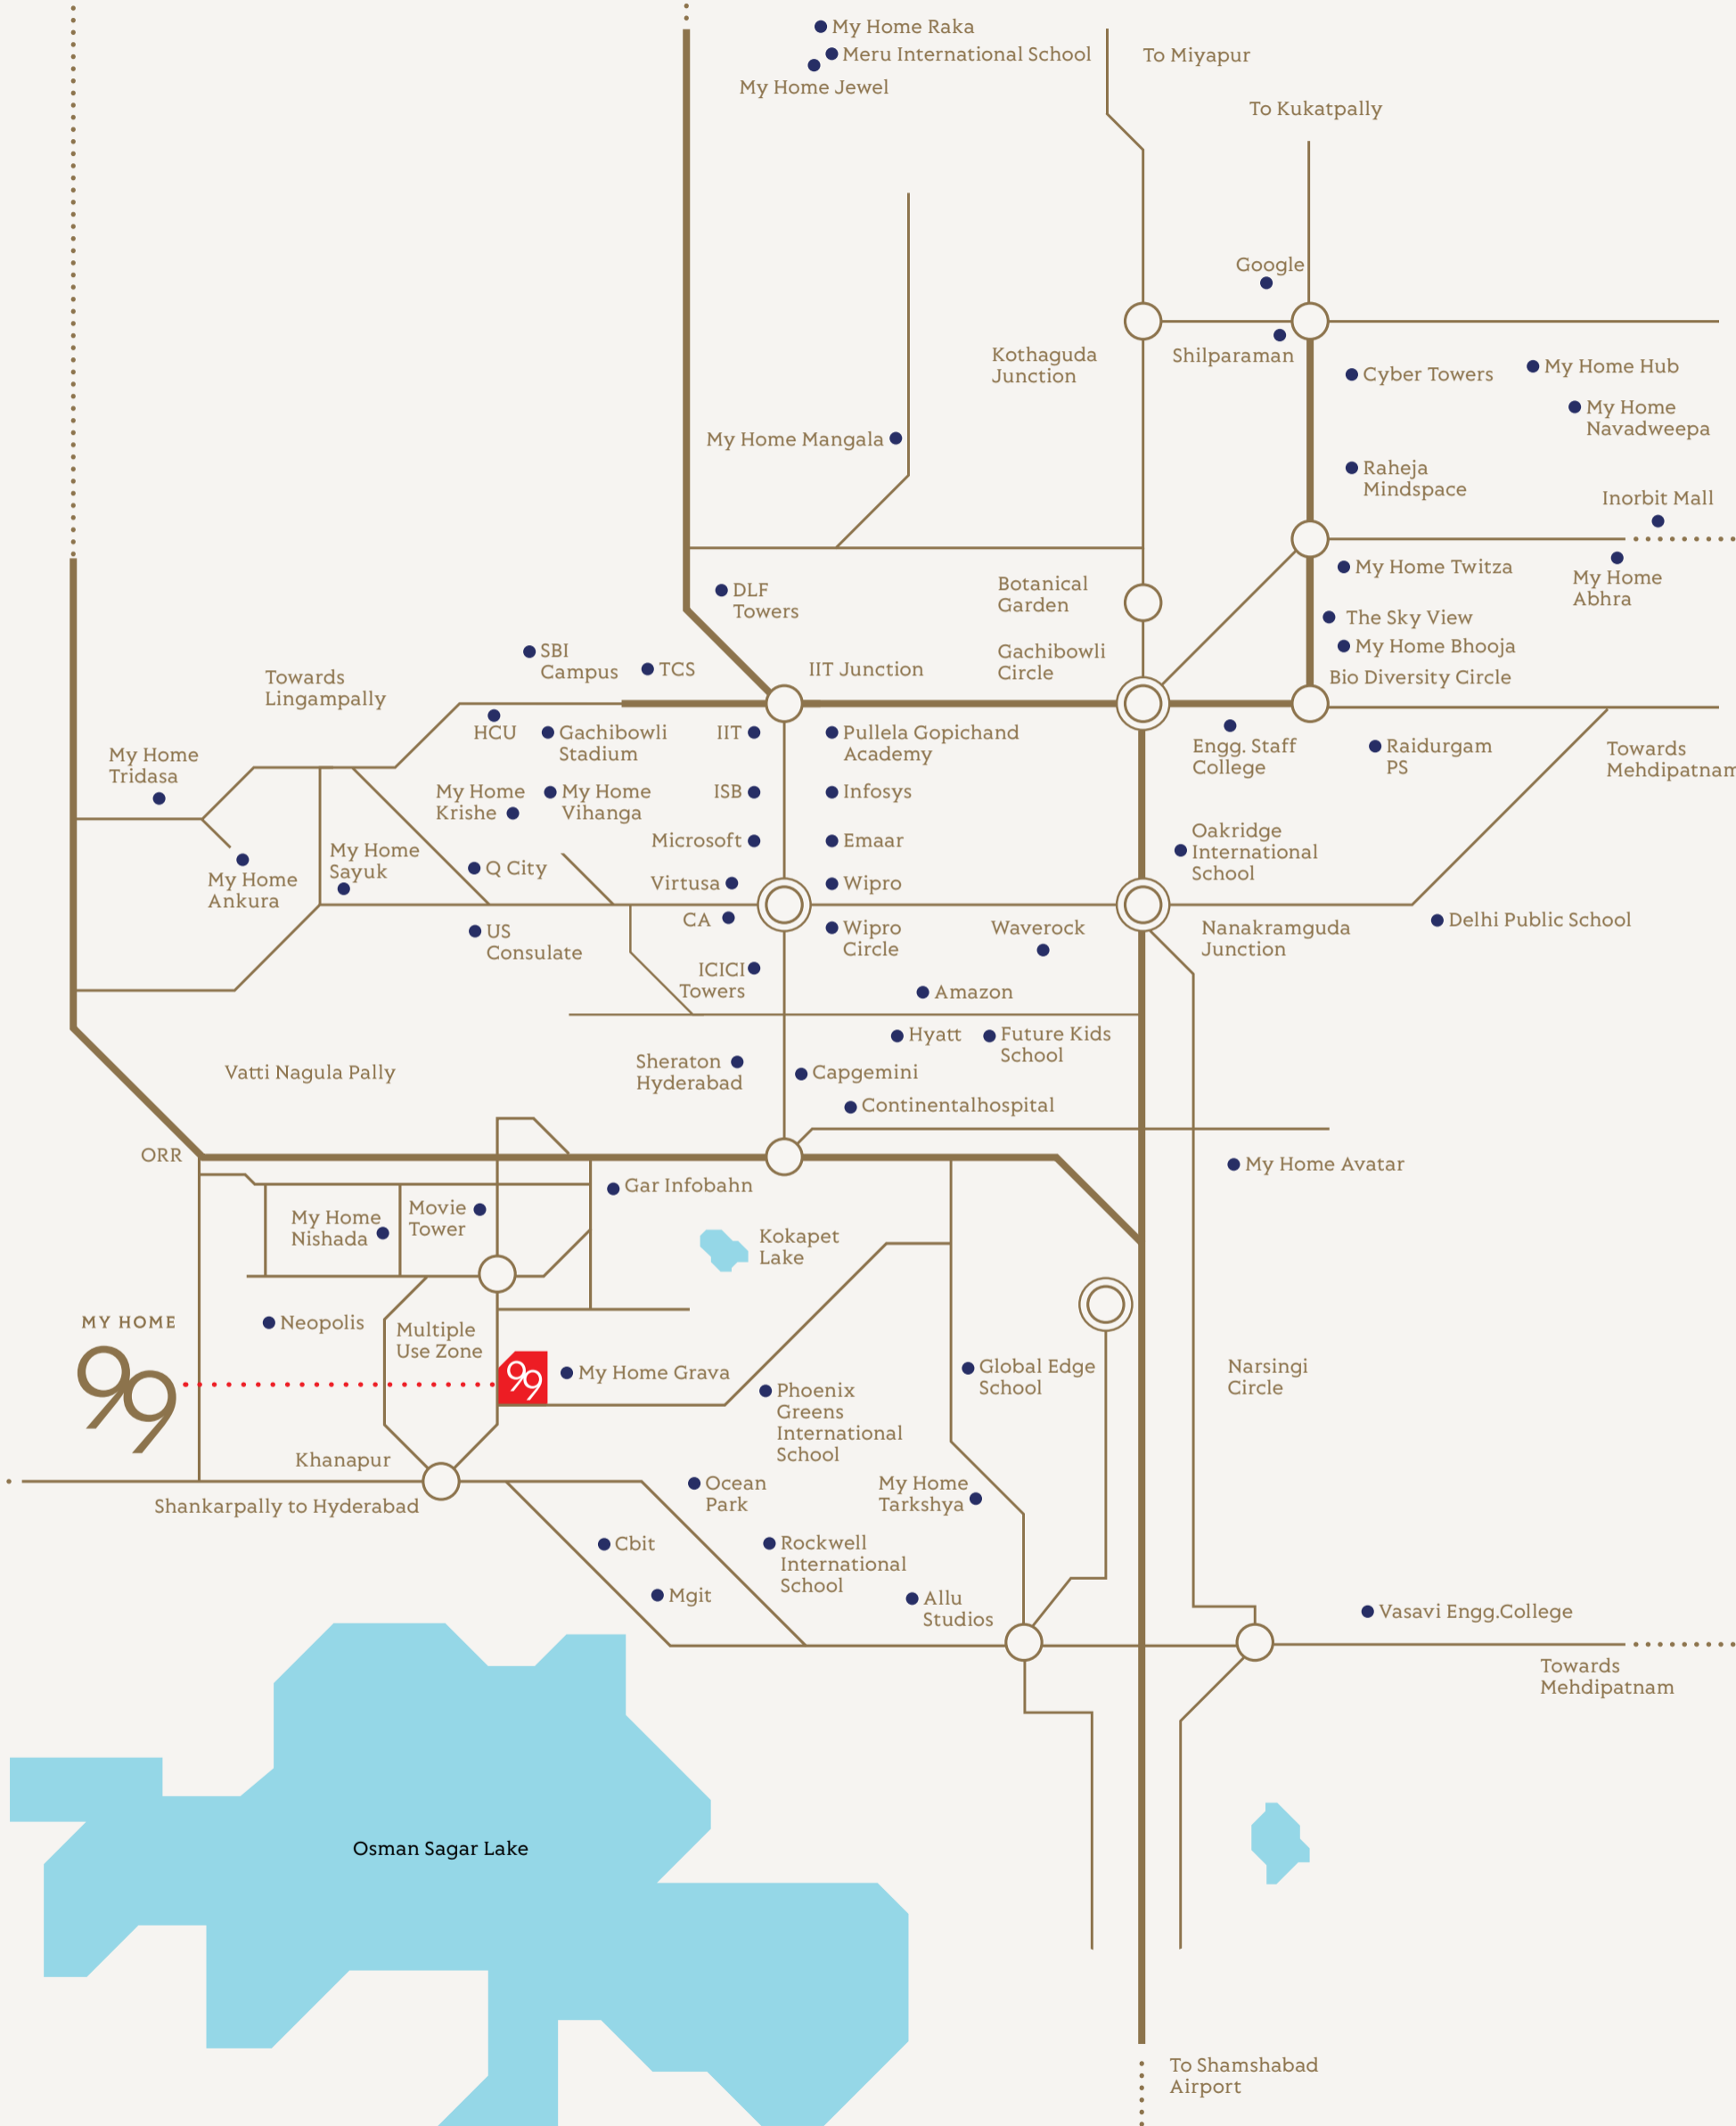 My Home Raka
Meru International School
My Home Jewel
To Miyapur
To Kukatpally
Google
Kothaguda
Junction
Shilparaman
Cyber Towers
My Home Hub
My Home
Navadweepa
My Home Mangala
Raheja
Mindspace
Inorbit Mall
My Home Twitza
My Home
Abhra
DLF
Towers
Botanical
Garden
The Sky View
My Home Bhooja
SBI
Campus
TCS
IIT Junction
Gachibowli
Circle
Bio Diversity Circle
Towards
Lingampally
HCU
Gachibowli
Stadium
IIT
Pullela Gopichand
Academy
Engg. Staff
College
Raidurgam
PS
Towards
Mehdipatnam
My Home
Tridasa
My Home
Krishe
My Home
Vihanga
ISB
Infosys
Microsoft
Emaar
Oakridge
International
School
My Home
Sayuk
My Home
Ankura
Q City
Virtusa
Wipro
CA
Wipro
Circle
Waverock
Nanakramguda
Junction
Delhi Public School
US
Consulate
ICICI
Towers
Amazon
Hyatt
Future Kids
School
Vatti Nagula Pally
Sheraton
Hyderabad
Capgemini
Continentalhospital
ORR
My Home Avatar
Gar Infobahn
My Home
Nishada
Movie
Tower
Kokapet
Lake
MY HOME
99
Neopolis
Multiple
Use Zone
99
My Home Grava
Phoenix
Greens
International
School
Global Edge
School
Narsingi
Circle
Khanapur
Shankarpally to Hyderabad
Ocean
Park
My Home
Tarkshya
Cbit
Rockwell
International
School
Mgit
Allu
Studios
Vasavi Engg.College
Towards
Mehdipatnam
Osman Sagar Lake
To Shamshabad
Airport